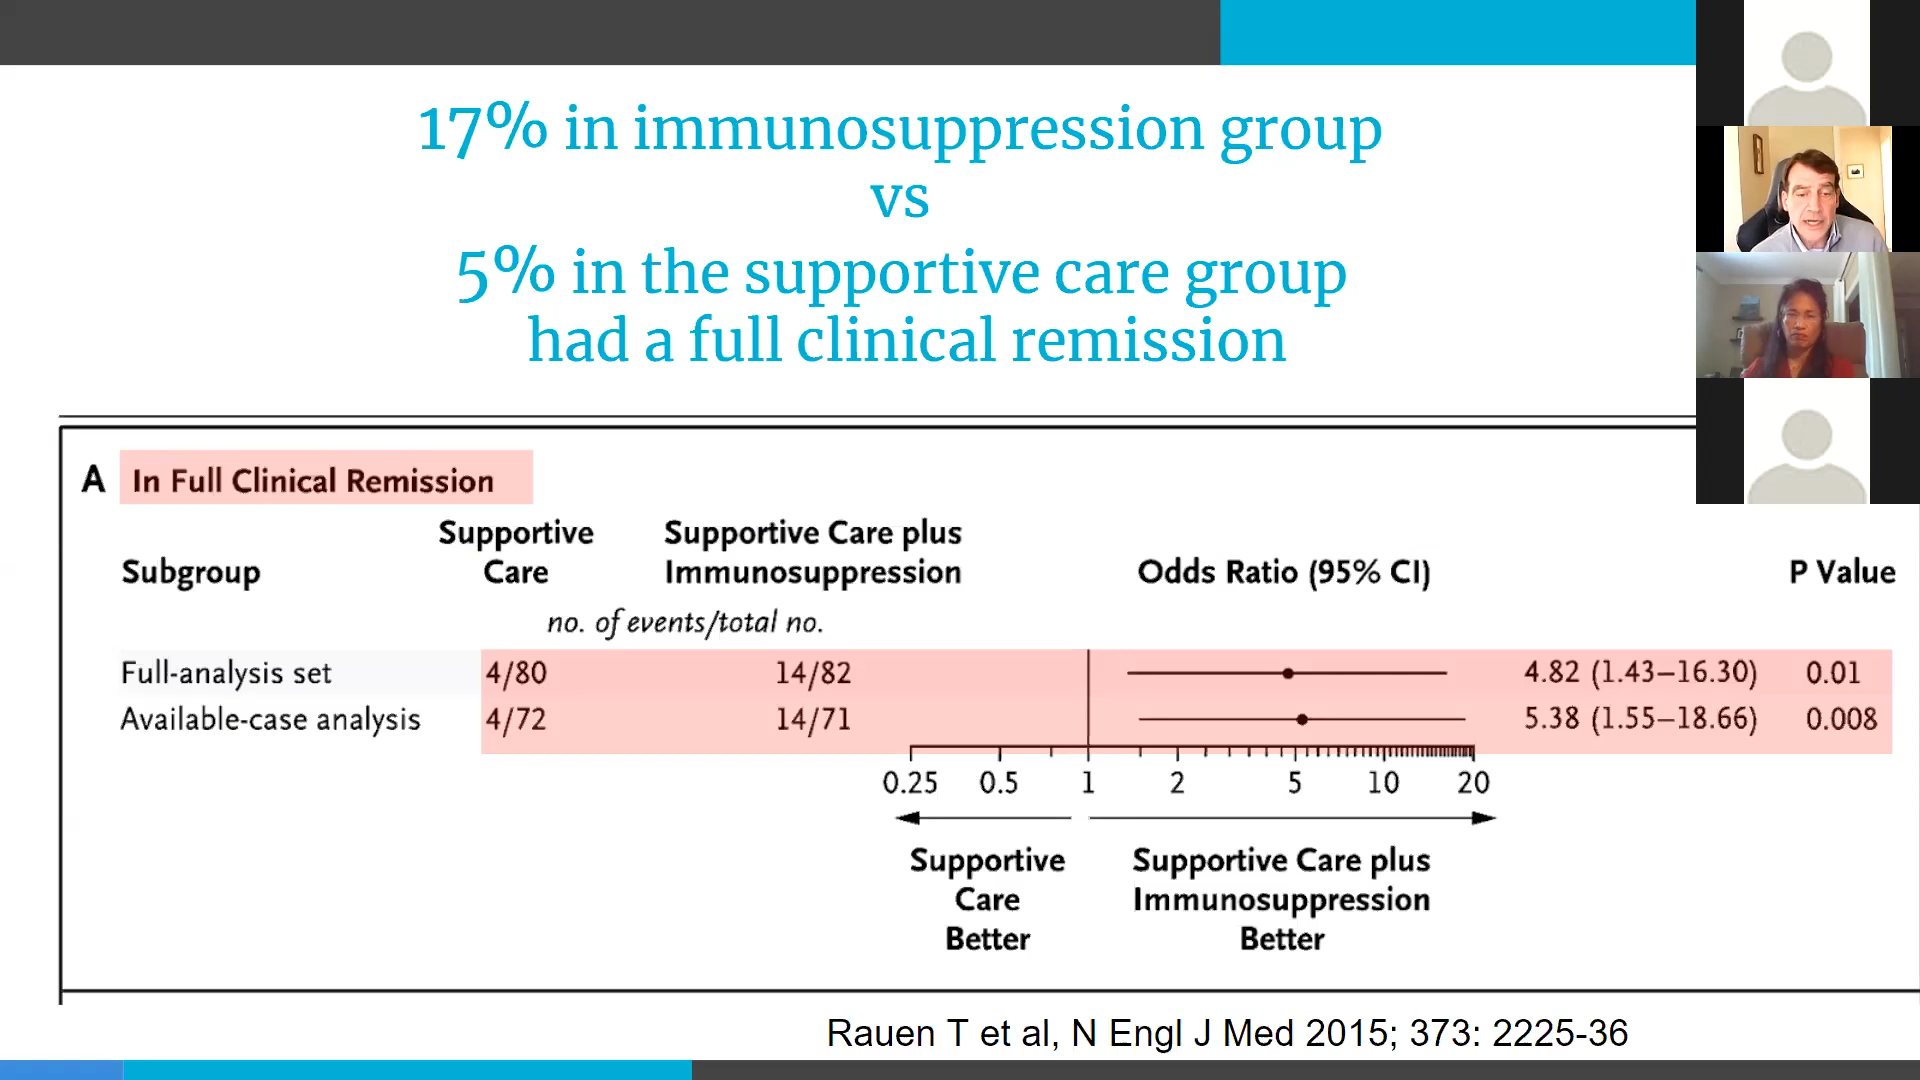 17% in immunosuppression group
vs
5% in the supportive care group
had a full clinical remission
A In Full Clinical Remission
Subgroup
Supportive
Care
Supportive Care plus
Immunosuppression
Odds Ratio (95% CI)
P Value
no. of events/total no.
Full-analysis set 4/80 14/82 4.82 (1.43–16.30) 0.01
Available-case analysis 4/72 14/71 5.38 (1.55–18.66) 0.008
0.25 0.5 1 2 5 10 20
Supportive
Care
Better
Supportive Care plus
Immunosuppression
Better
Rauen T et al, N Engl J Med 2015; 373: 2225-36